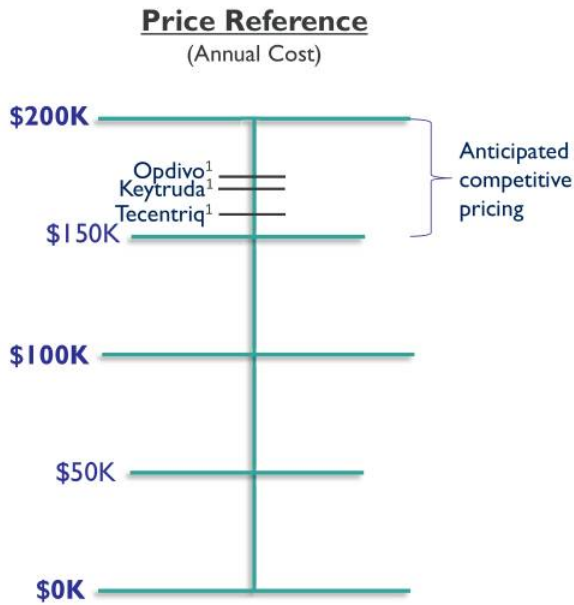 Price Reference
(Annual Cost)
$200K
Opdivo¹
Keytruda¹
Tecentriq¹
$150K
Anticipated
competitive
pricing
$100K
$50K
$0K